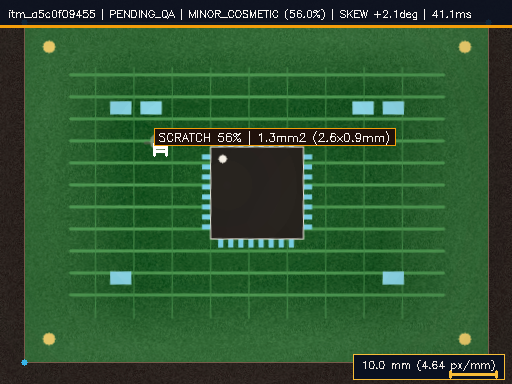 itm_a5c0f09455 | PENDING_QA | MINOR_COSMETIC (56.0%) | SKEW +2.1deg | 41.1ms
SCRATCH 56% | 1.3mm2 (2.6x0.9mm)
10.0 mm (4.64 px/mm)